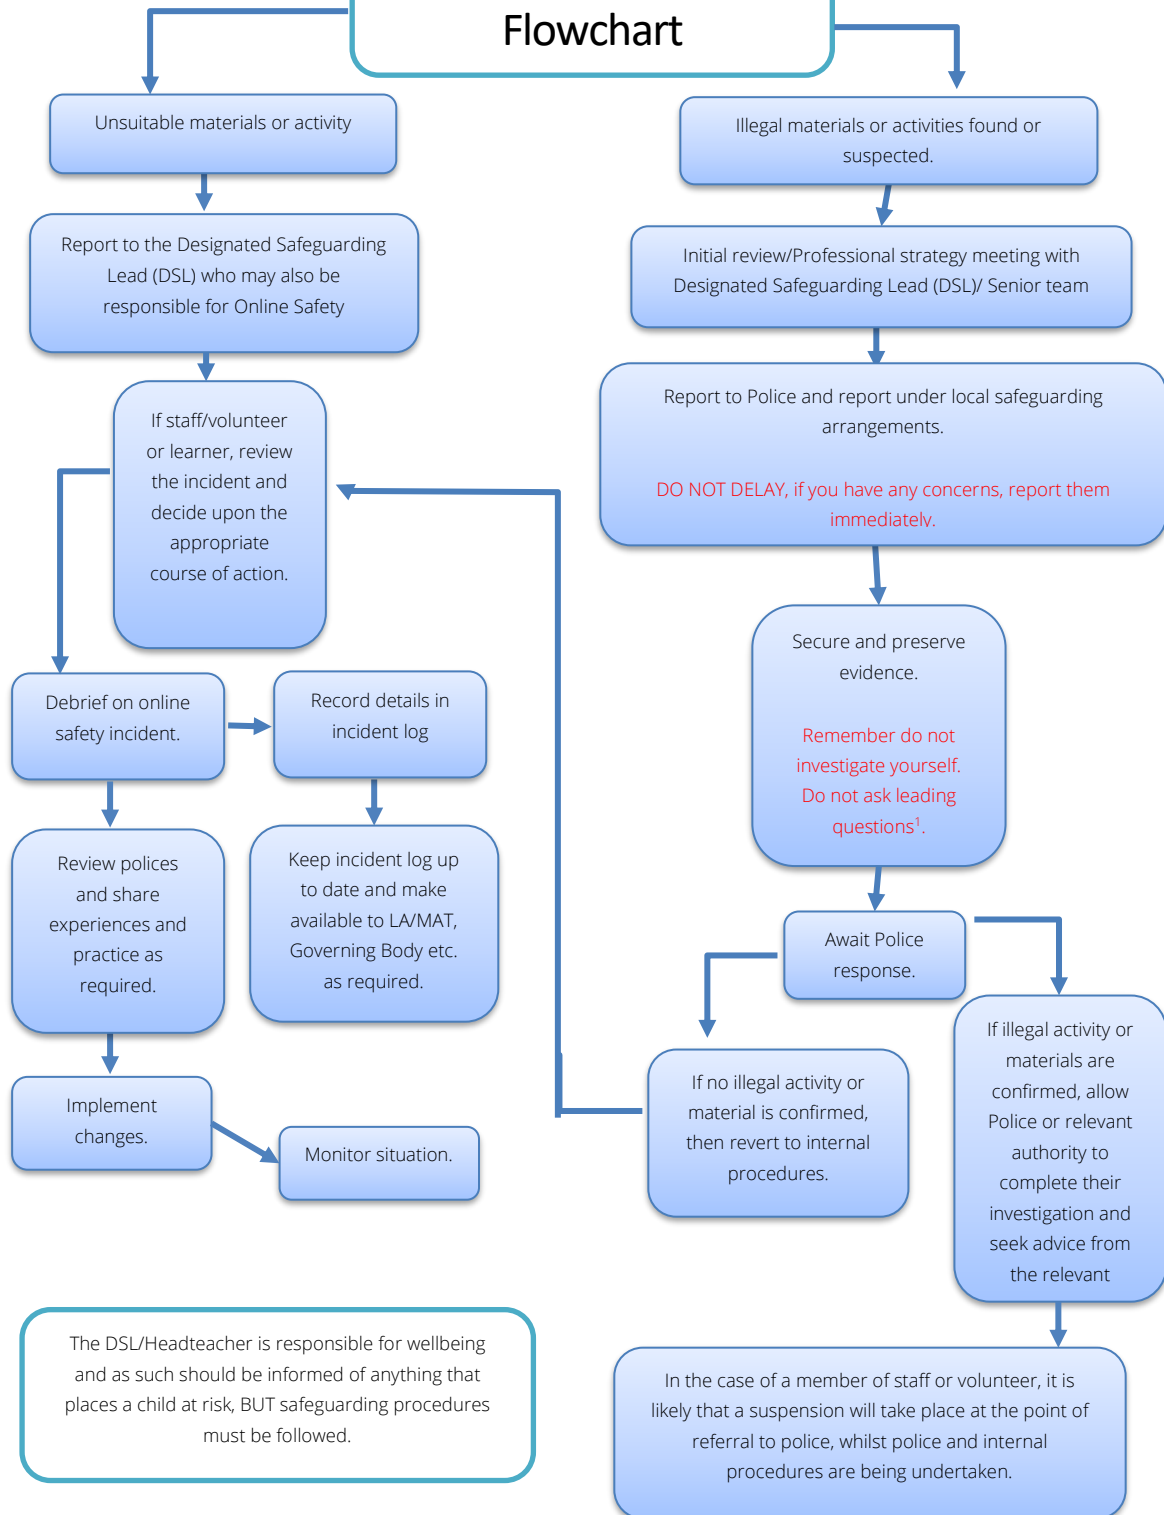 Flowchart
Unsuitable materials or activity
Report to the Designated Safeguarding
Lead (DSL) who may also be
responsible for Online Safety
If staff/volunteer
or learner, review
the incident and
decide upon the
appropriate
course of action.
Debrief on online
safety incident.
Record details in
incident log
Review polices
and share
experiences and
practice as
required.
Keep incident log up
to date and make
available to LA/MAT,
Governing Body etc.
as required.
Implement
changes.
Monitor situation.
Illegal materials or activities found or
suspected.
Initial review/Professional strategy meeting with
Designated Safeguarding Lead (DSL)/ Senior team
Report to Police and report under local safeguarding
arrangements.
DO NOT DELAY, if you have any concerns, report them
immediately.
Secure and preserve
evidence.
Remember do not
investigate yourself.
Do not ask leading
questions¹.
Await Police
response.
If no illegal activity or
material is confirmed,
then revert to internal
procedures.
If illegal activity or
materials are
confirmed, allow
Police or relevant
authority to
complete their
investigation and
seek advice from
the relevant
In the case of a member of staff or volunteer, it is
likely that a suspension will take place at the point of
referral to police, whilst police and internal
procedures are being undertaken.
The DSL/Headteacher is responsible for wellbeing
and as such should be informed of anything that
places a child at risk, BUT safeguarding procedures
must be followed.